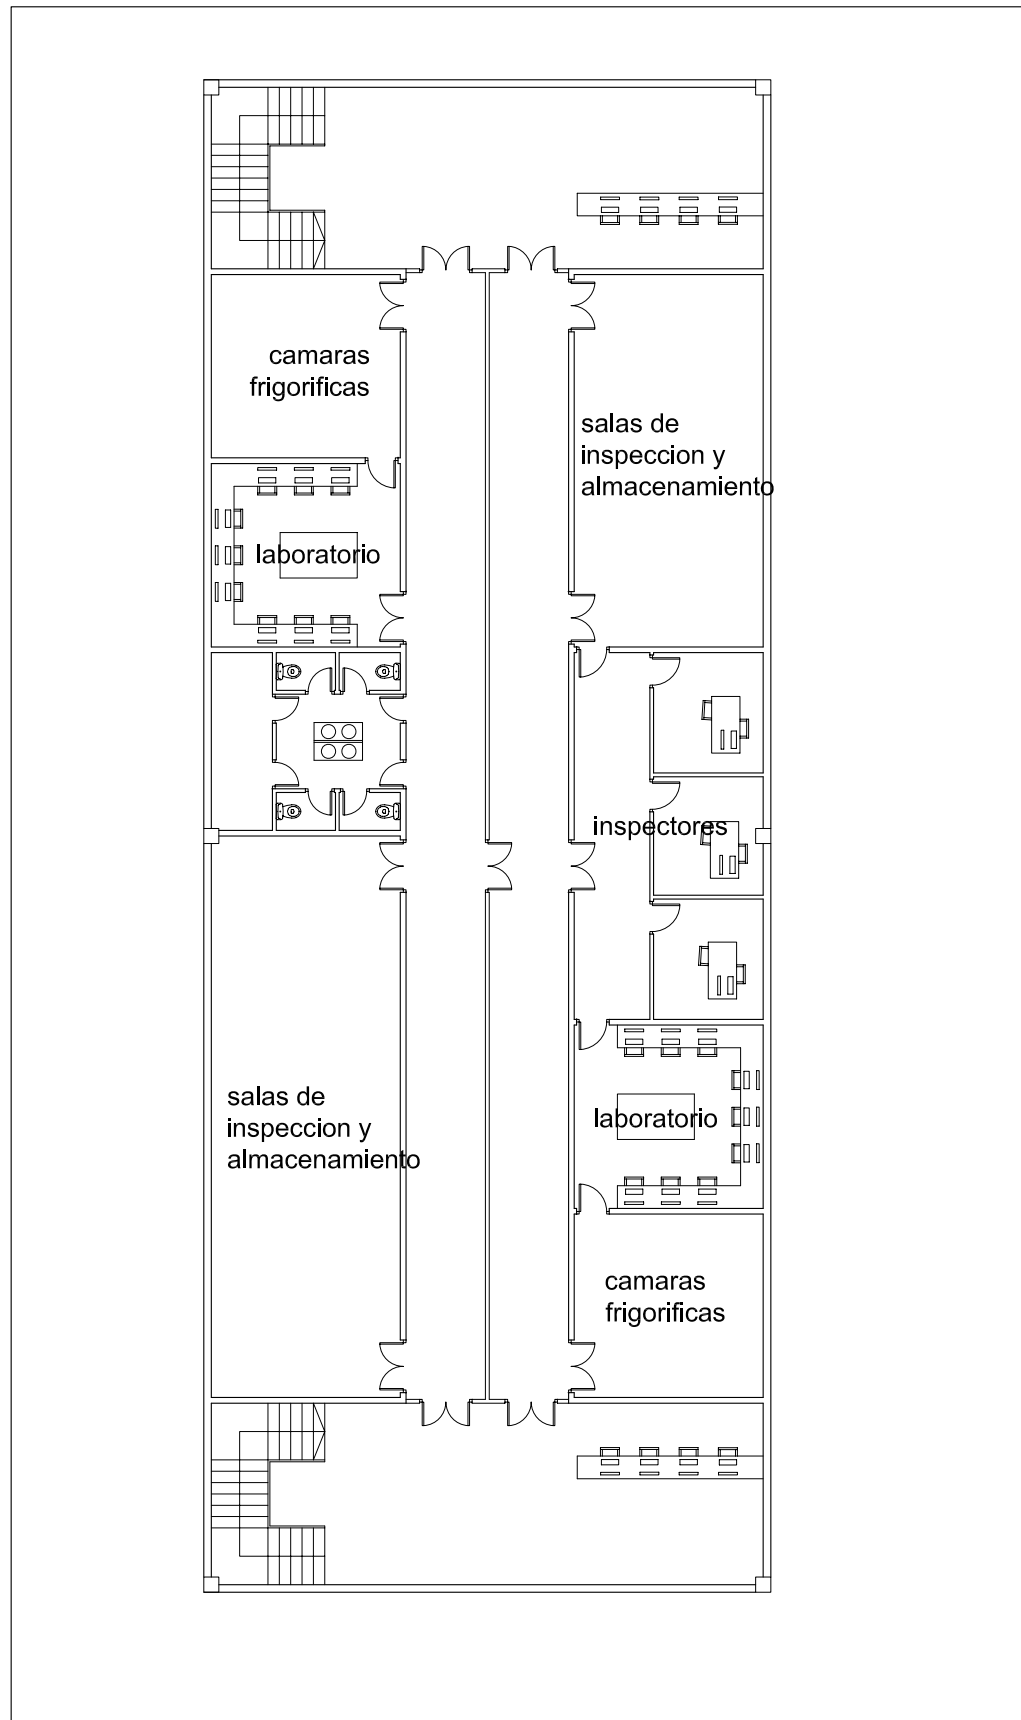 camaras
frigorificas
salas de
inspeccion y
almacenamiento
laboratorio
inspectores
salas de
inspeccion y
almacenamiento
laboratorio
camaras
frigorificas